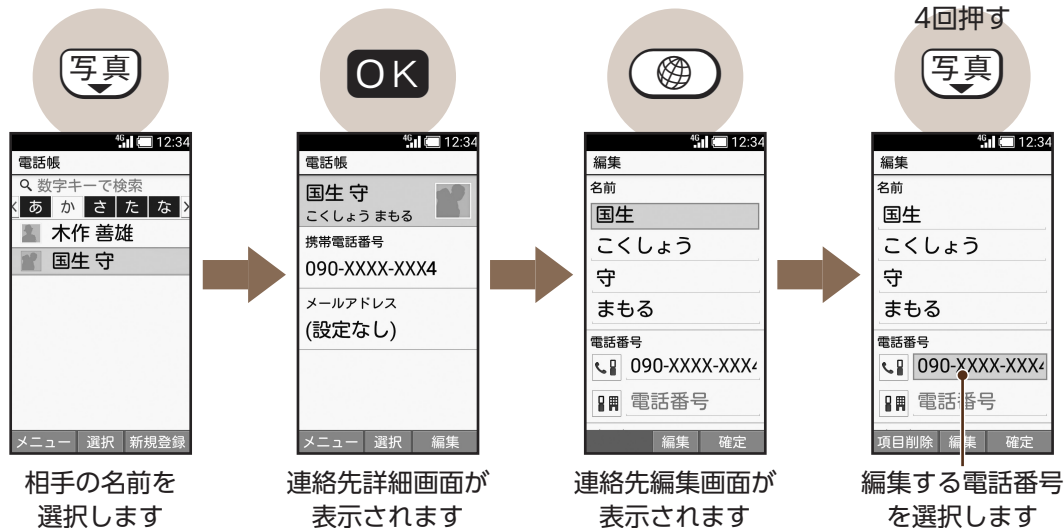 写真
4G 12:34
電話帳
数字キーで検索
あ か さ た な
木作 善雄
国生 守
メニュー 選択 新規登録
相手の名前を
選択します
OK
4G 12:34
電話帳
国生 守
こくしょう まもる
携帯電話番号
090-XXXX-XXX4
メールアドレス
(設定なし)
メニュー 選択 編集
連絡先詳細画面が
表示されます
4G 12:34
編集
名前
国生
こくしょう
守
まもる
電話番号
090-XXXX-XXX4
電話番号
編集 確定
連絡先編集画面が
表示されます
4回押す
写真
4G 12:34
編集
名前
国生
こくしょう
守
まもる
電話番号
090-XXXX-XXX4
電話番号
項目削除 編集 確定
編集する電話番号
を選択します